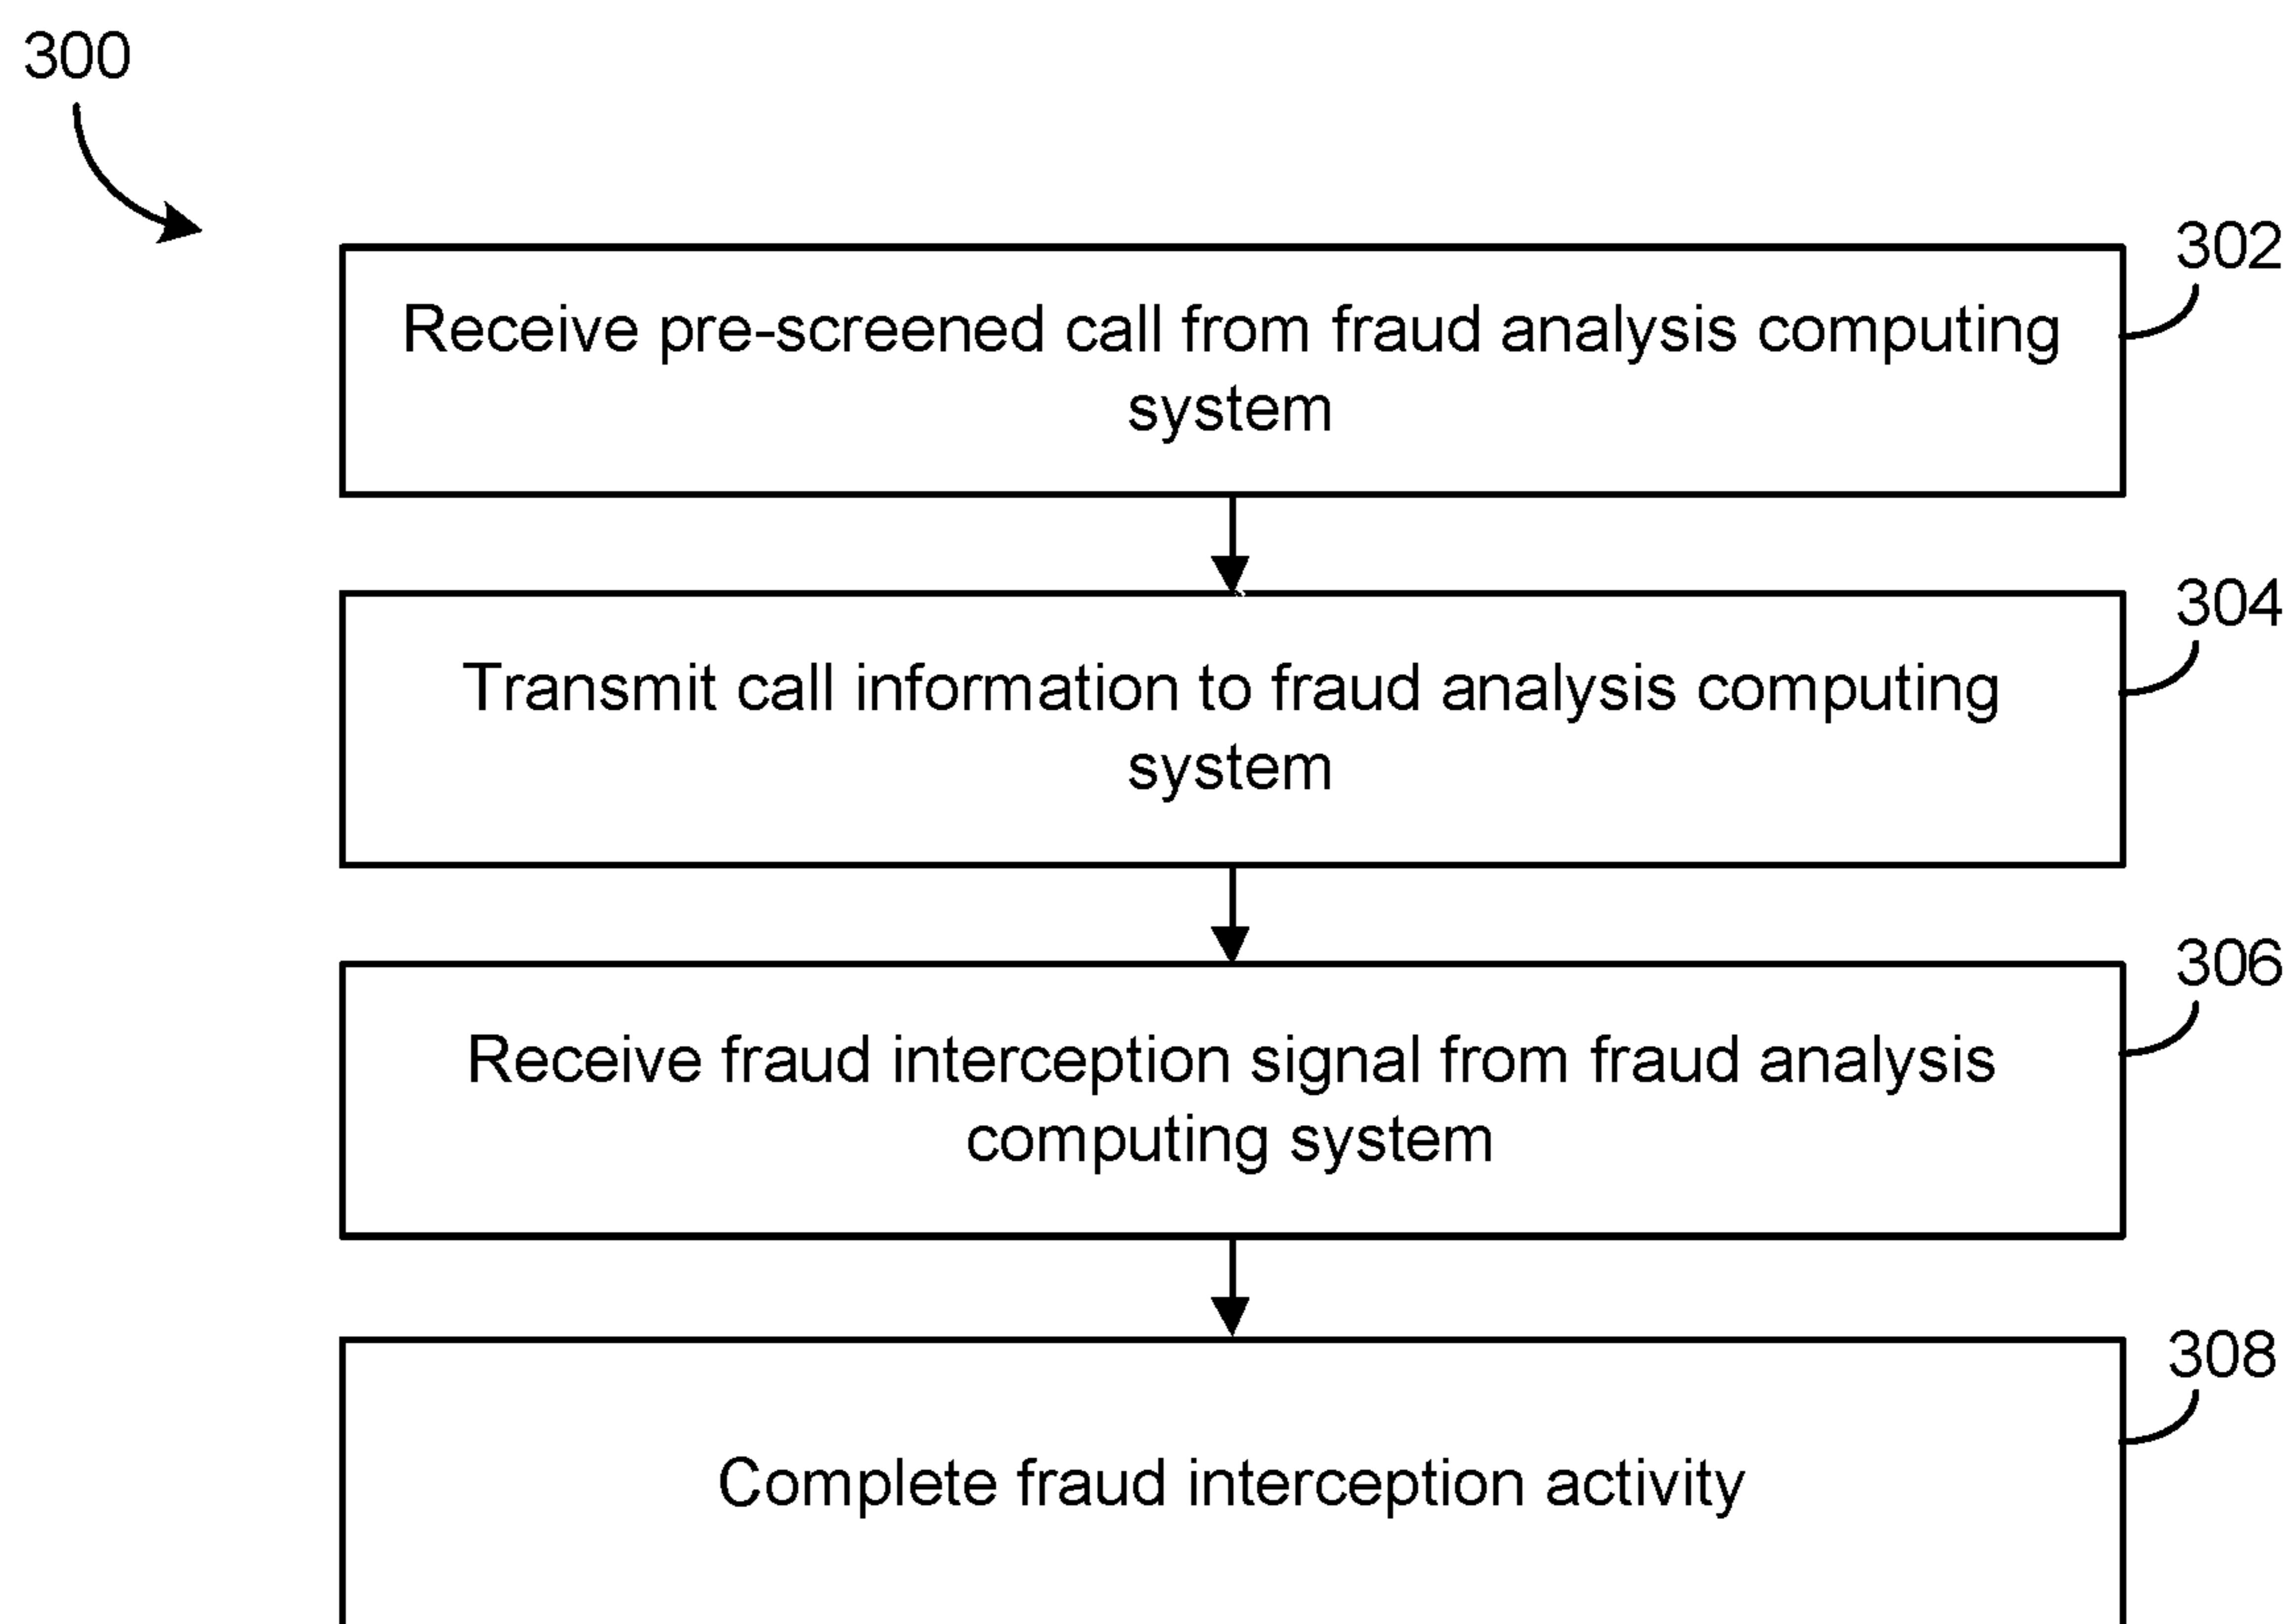 300
302
Receive pre-screened call from fraud analysis computing
system
304
Transmit call information to fraud analysis computing
system
306
Receive fraud interception signal from fraud analysis
computing system
308
Complete fraud interception activity